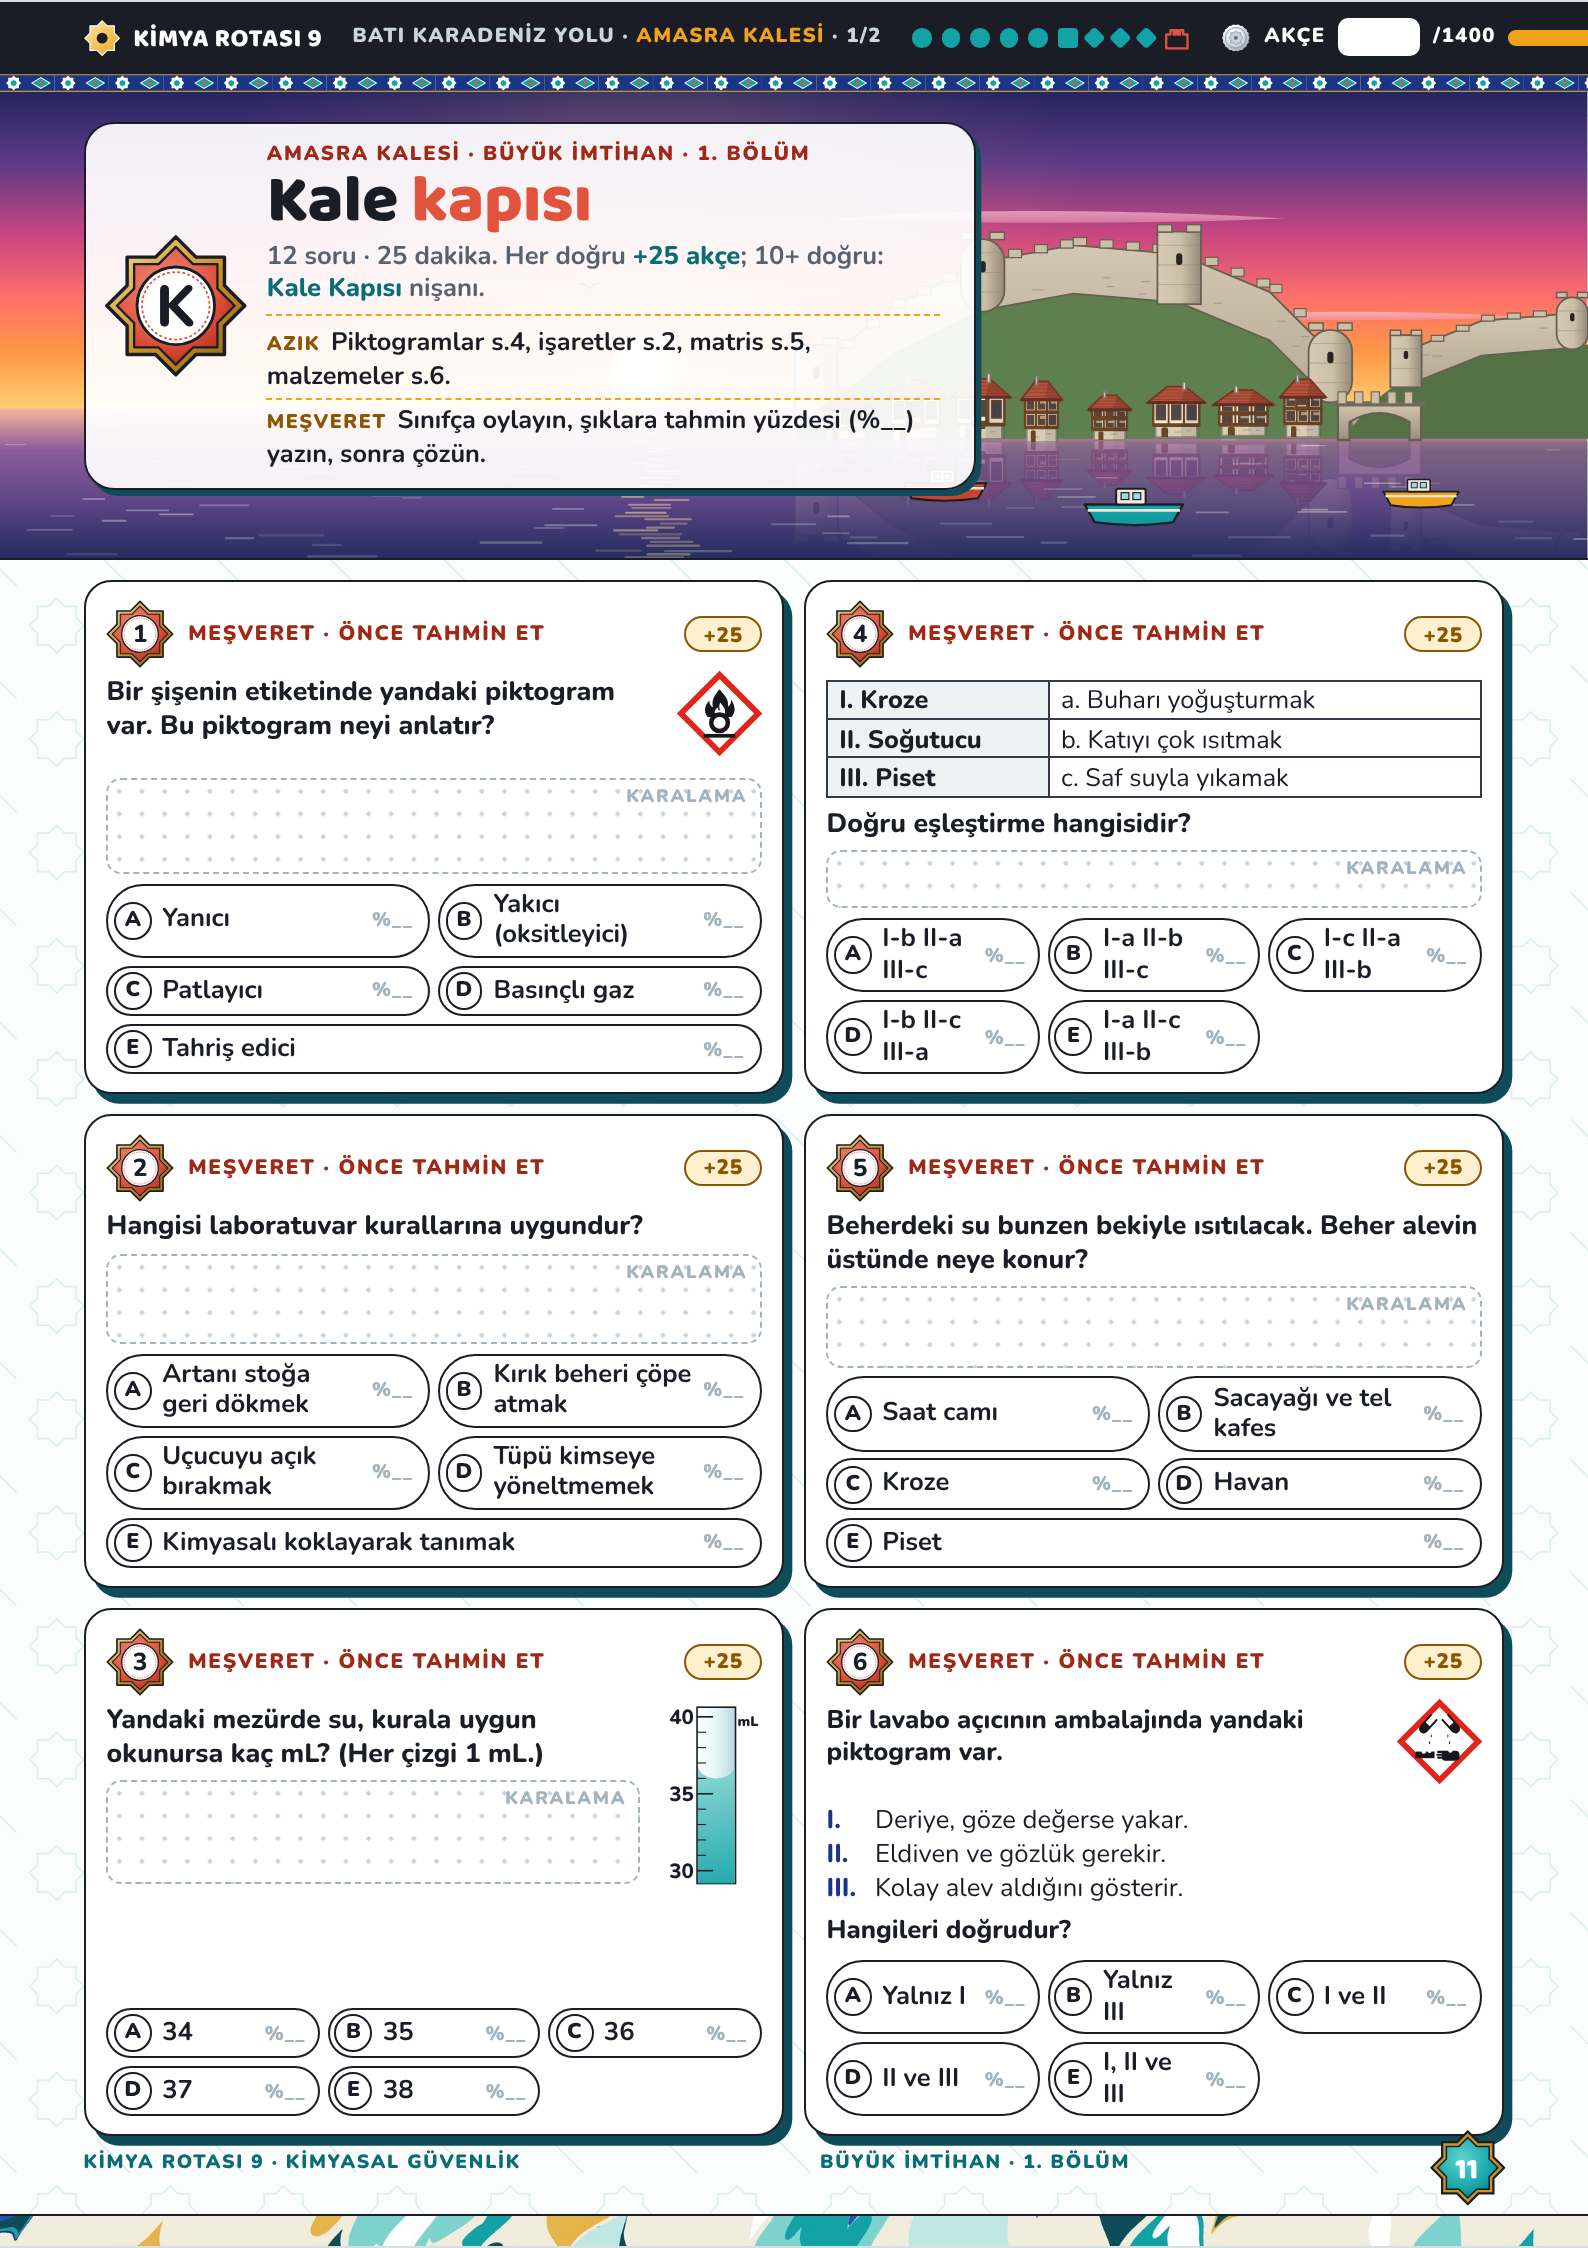 KİMYA ROTASI 9 BATI KARADENİZ YOLU · AMASRA KALESİ · 1/2 AKÇE /1400
AMASRA KALESİ · BÜYÜK İMTİHAN · 1. BÖLÜM
Kale kapısı
12 soru · 25 dakika. Her doğru +25 akçe; 10+ doğru:
Kale Kapısı nişanı.
K
AZIK Piktogramlar s.4, işaretler s.2, matris s.5,
malzemeler s.6.
MEŞVERET Sınıfça oylayın, şıklara tahmin yüzdesi (%__)
yazın, sonra çözün.
1 MEŞVERET · ÖNCE TAHMİN ET +25
Bir şişenin etiketinde yandaki piktogram
var. Bu piktogram neyi anlatır?
KARALAMA
A Yanıcı %__
B Yakıcı
(oksitleyici) %__
C Patlayıcı %__
D Basınçlı gaz %__
E Tahriş edici %__
2 MEŞVERET · ÖNCE TAHMİN ET +25
Hangisi laboratuvar kurallarına uygundur?
KARALAMA
A Artanı stoğa
geri dökmek %__
B Kırık beheri çöpe
atmak %__
C Uçucuyu açık
bırakmak %__
D Tüpü kimseye
yöneltmemek %__
E Kimyasalı koklayarak tanımak %__
3 MEŞVERET · ÖNCE TAHMİN ET +25
Yandaki mezürde su, kurala uygun
okunursa kaç mL? (Her çizgi 1 mL.)
KARALAMA
40 mL
35
30
A 34 %__
B 35 %__
C 36 %__
D 37 %__
E 38 %__
4 MEŞVERET · ÖNCE TAHMİN ET +25
I. Kroze a. Buharı yoğuşturmak
II. Soğutucu b. Katıyı çok ısıtmak
III. Piset c. Saf suyla yıkamak
Doğru eşleştirme hangisidir?
KARALAMA
A I-b II-a
III-c %__
B I-a II-b
III-c %__
C I-c II-a
III-b %__
D I-b II-c
III-a %__
E I-a II-c
III-b %__
5 MEŞVERET · ÖNCE TAHMİN ET +25
Beherdeki su bunzen bekiyle ısıtılacak. Beher alevin
üstünde neye konur?
KARALAMA
A Saat camı %__
B Sacayağı ve tel
kafes %__
C Kroze %__
D Havan %__
E Piset %__
6 MEŞVERET · ÖNCE TAHMİN ET +25
Bir lavabo açıcının ambalajında yandaki
piktogram var.
I. Deriye, göze değerse yakar.
II. Eldiven ve gözlük gerekir.
III. Kolay alev aldığını gösterir.
Hangileri doğrudur?
A Yalnız I %__
B Yalnız
III %__
C I ve II %__
D II ve III %__
E I, II ve
III %__
KİMYA ROTASI 9 · KİMYASAL GÜVENLİK
BÜYÜK İMTİHAN · 1. BÖLÜM
11